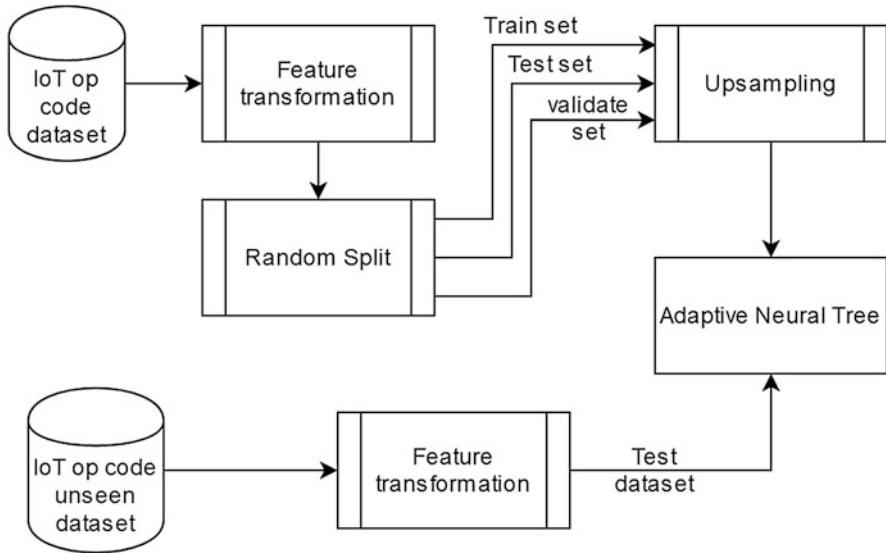 IoT op
code
dataset
Feature
transformation
Train set
Test set
validate
set
Upsampling
Random Split
Adaptive Neural Tree
IoT op code
unseen
dataset
Feature
transformation
Test
dataset